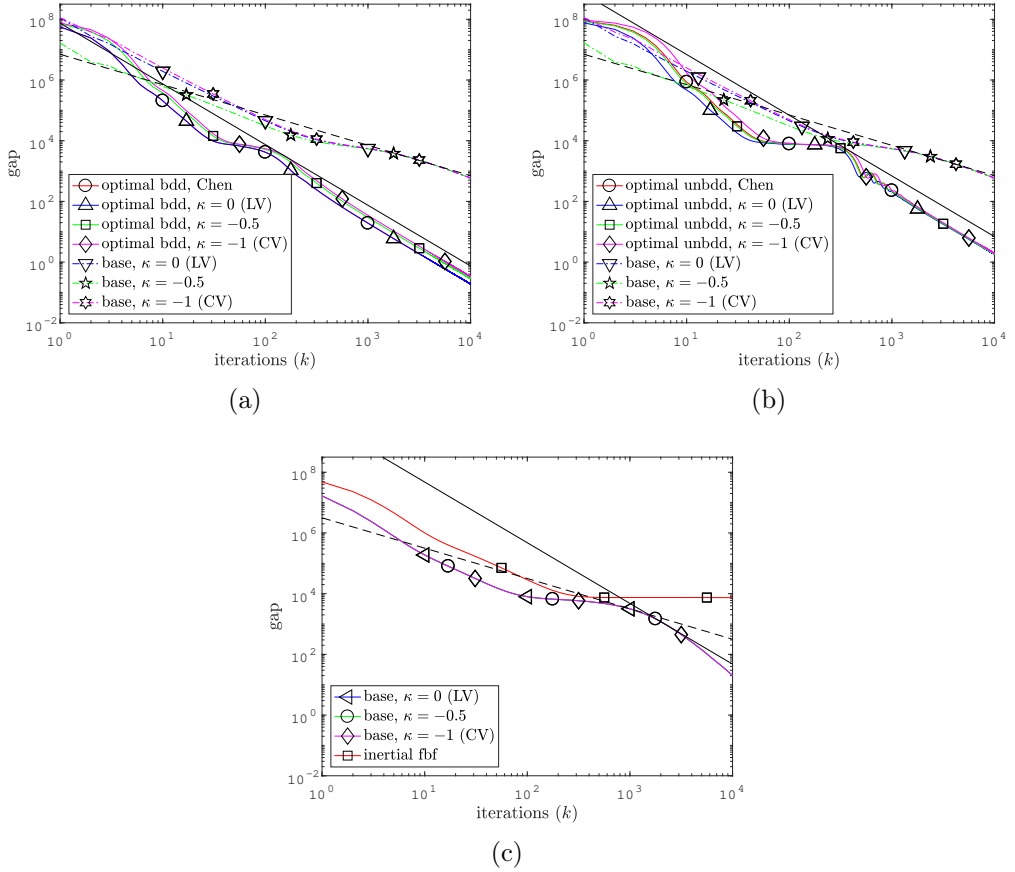 10^8
10^6
10^4
10^2
10^0
10^-2
gap
optimal bdd, Chen
optimal bdd, κ = 0 (LV)
optimal bdd, κ = −0.5
optimal bdd, κ = −1 (CV)
base, κ = 0 (LV)
base, κ = −0.5
base, κ = −1 (CV)
10^0 10^1 10^2 10^3 10^4
iterations (k)
(a)
10^8
10^6
10^4
10^2
10^0
10^-2
gap
optimal unbdd, Chen
optimal unbdd, κ = 0 (LV)
optimal unbdd, κ = −0.5
optimal unbdd, κ = −1 (CV)
base, κ = 0 (LV)
base, κ = −0.5
base, κ = −1 (CV)
10^0 10^1 10^2 10^3 10^4
iterations (k)
(b)
10^8
10^6
10^4
10^2
10^0
10^-2
gap
base, κ = 0 (LV)
base, κ = −0.5
base, κ = −1 (CV)
inertial fbf
10^0 10^1 10^2 10^3 10^4
iterations (k)
(c)